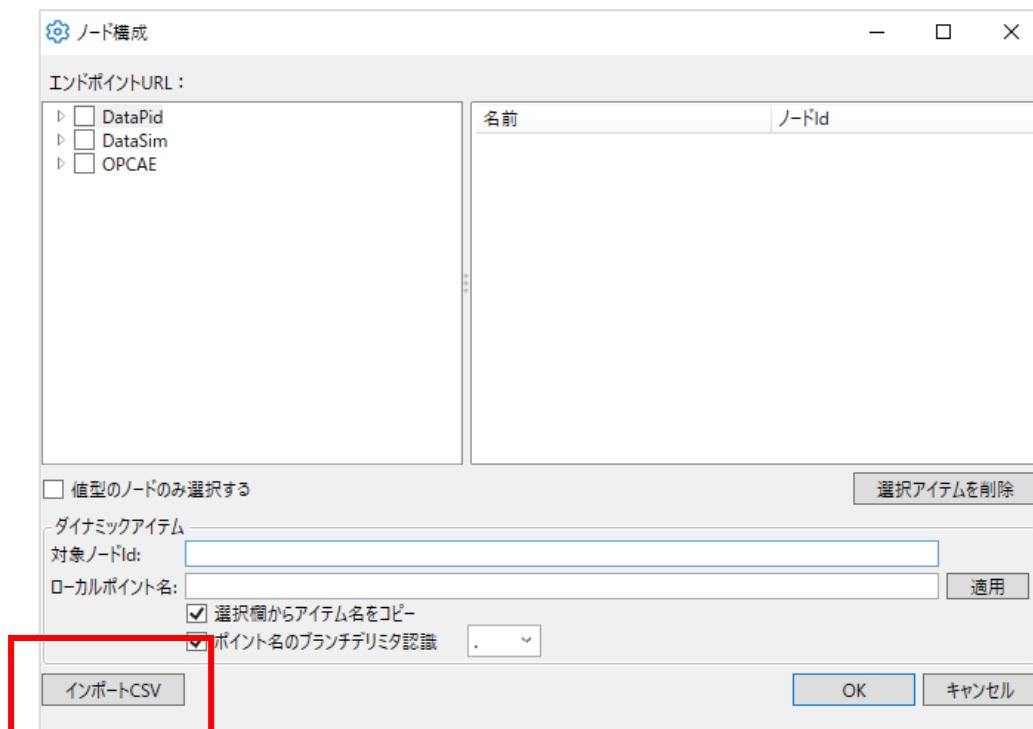 ノード構成
エンドポイントURL：
DataPid
DataSim
OPCAE
名前 ノードId
値型のノードのみ選択する
選択アイテムを削除
ダイナミックアイテム
対象ノードId:
ローカルポイント名:
適用
選択欄からアイテム名をコピー
ポイント名のブランチデリミタ認識 .
インポートCSV
OK
キャンセル